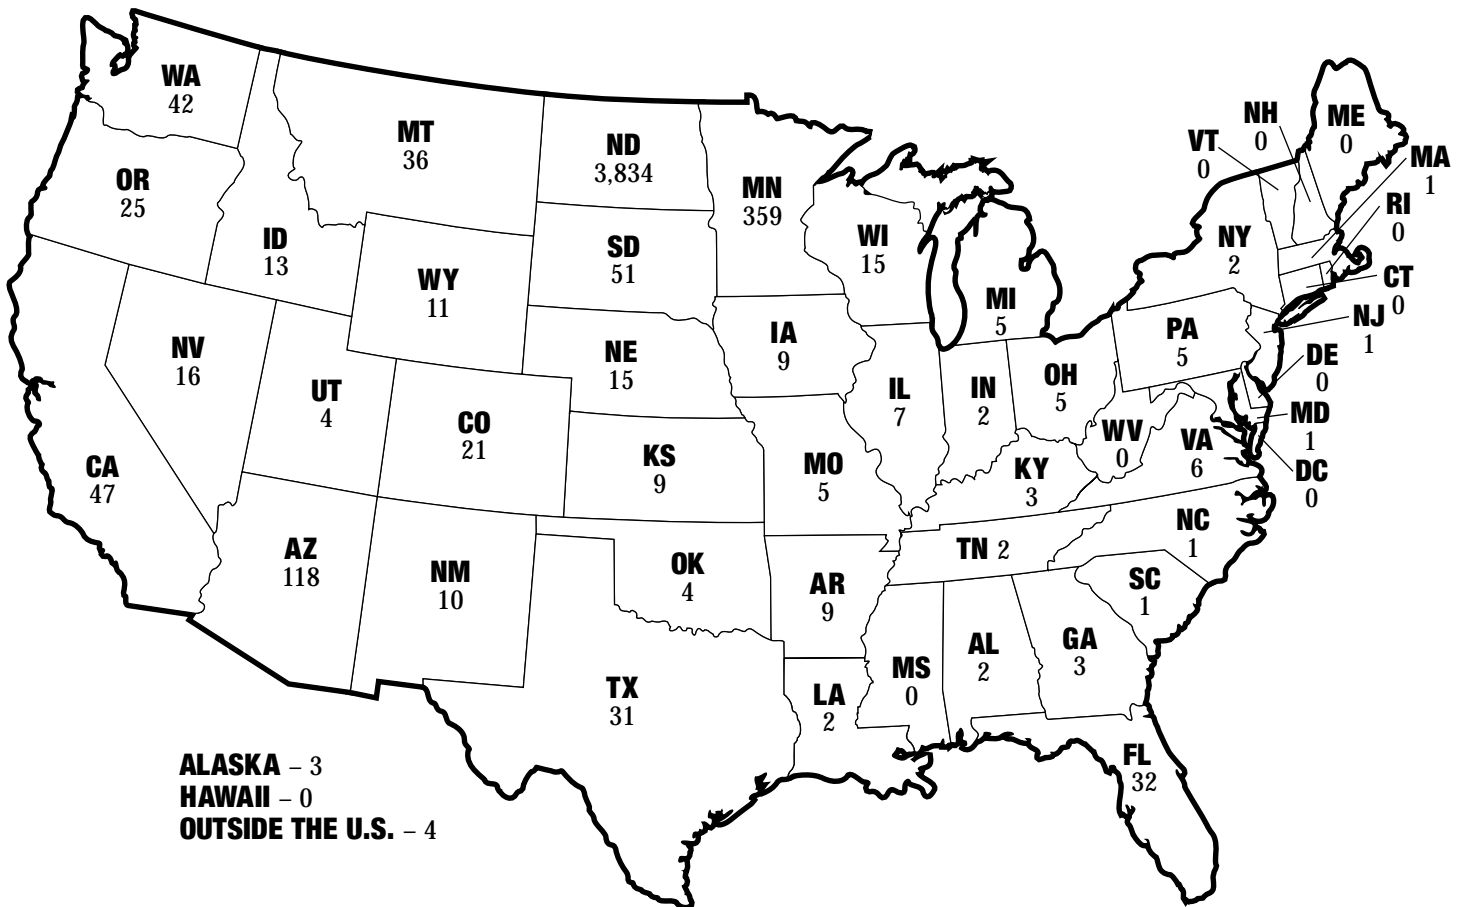 WA
42
MT
36
ND
3,834
MN
359
OR
25
ID
13
WY
11
SD
51
WI
15
MI
5
NY
2
VT
0
NH
0
ME
0
MA
1
RI
0
CT
0
NJ
1
DE
0
MD
1
DC
0
NV
16
UT
4
CO
21
NE
15
IA
9
IL
7
IN
2
OH
5
PA
5
WV
0
VA
6
CA
47
AZ
118
NM
10
KS
9
MO
5
KY
3
NC
1
TN 2
OK
4
AR
9
SC
1
TX
31
LA
2
MS
0
AL
2
GA
3
FL
32
ALASKA – 3
HAWAII – 0
OUTSIDE THE U.S. – 4